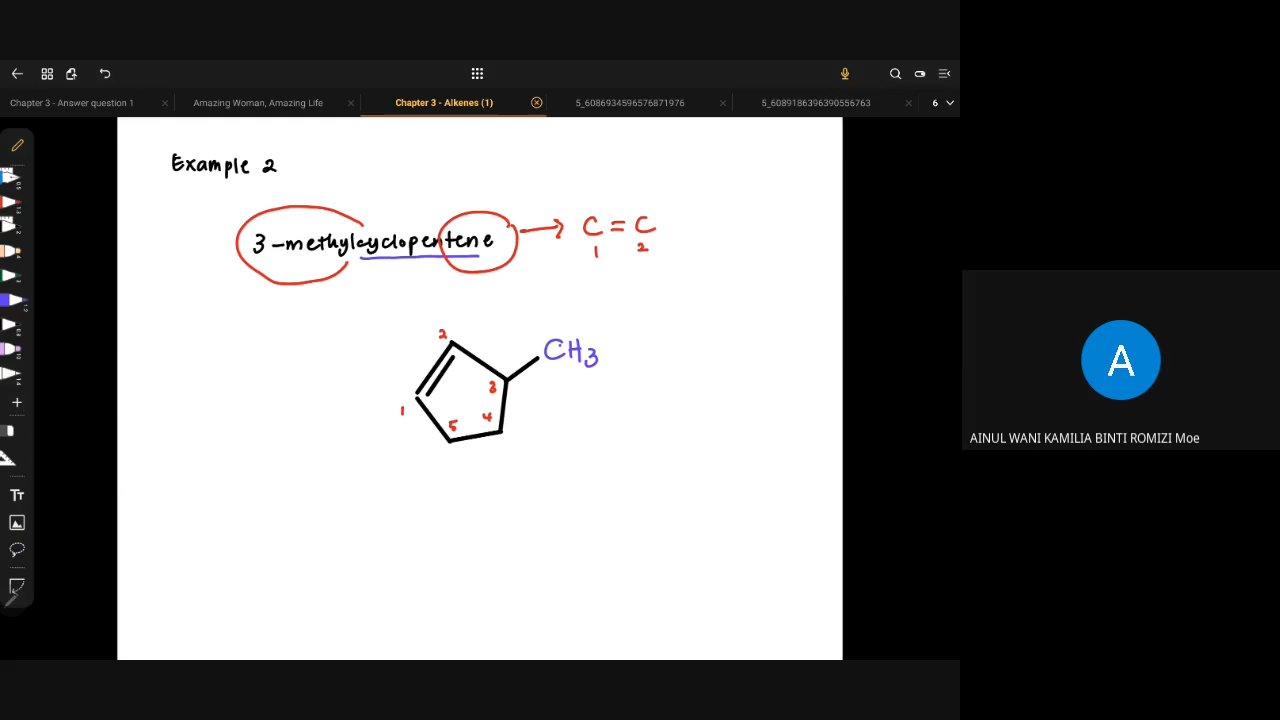 Chapter 3 - Answer question 1
Amazing Woman, Amazing Life
Chapter 3 - Alkenes (1)
5_6086934596576871976
5_6089186396390556763
6
Example 2
3-methylcyclopentene → C = C
1 2
2
CH3
3
1
4
5
Tt
A
AINUL WANI KAMILIA BINTI ROMIZI Moe